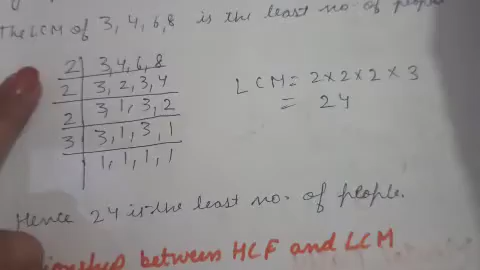 The LCM of 3, 4, 6, 8 is the least no. of people
2 | 3, 4, 6, 8
2 | 3, 2, 3, 4
2 | 3, 1, 3, 2
3 | 3, 1, 3, 1
| 1, 1, 1, 1
LCM = 2×2×2×3
= 24
Hence 24 is the least no. of people.
between HCF and LCM